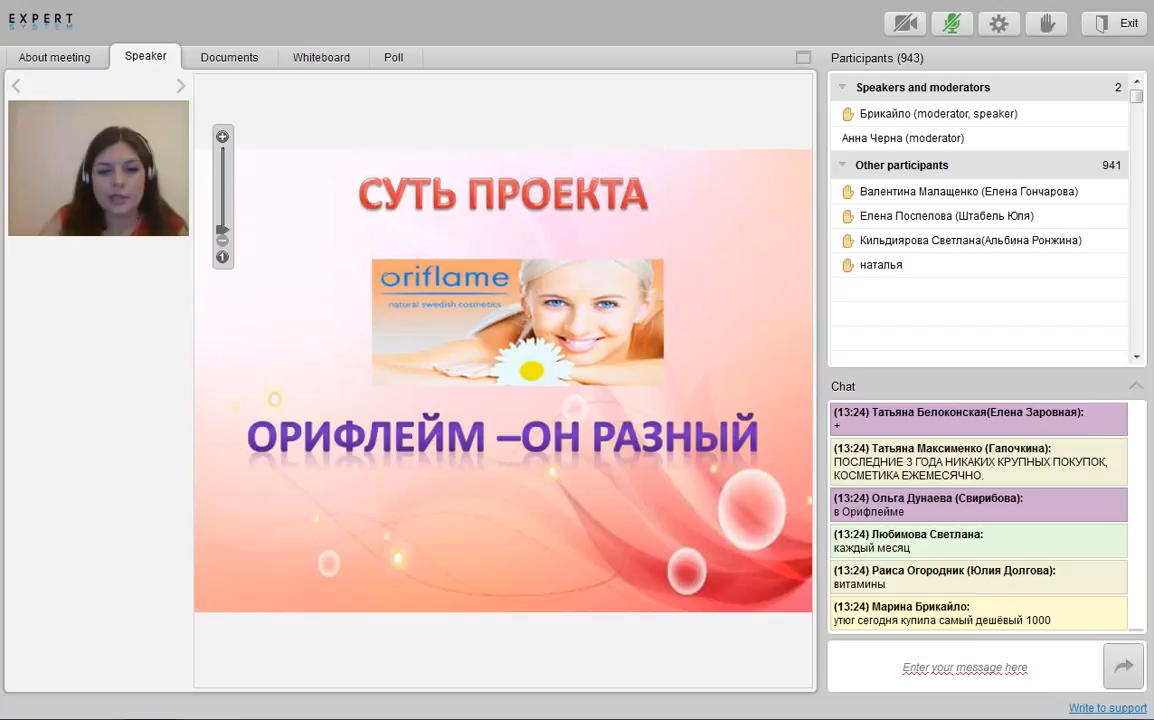 EXPERT
SYSTEM
Exit
About meeting
Speaker
Documents
Whiteboard
Poll
СУТЬ ПРОЕКТА
oriflame
natural swedish cosmetics
ОРИФЛЕЙМ –ОН РАЗНЫЙ
Participants (943)
Speakers and moderators 2
Брикайло (moderator, speaker)
Анна Черна (moderator)
Other participants 941
Валентина Малащенко (Елена Гончарова)
Елена Поспелова (Штабель Юля)
Кильдиярова Светлана(Альбина Ронжина)
наталья
Chat
(13:24) Татьяна Белоконская(Елена Заровная):
+
(13:24) Татьяна Максименко (Гапочкина):
ПОСЛЕДНИЕ 3 ГОДА НИКАКИХ КРУПНЫХ ПОКУПОК,
КОСМЕТИКА ЕЖЕМЕСЯЧНО.
(13:24) Ольга Дунаева (Свирибова):
в Орифлейме
(13:24) Любимова Светлана:
каждый месяц
(13:24) Раиса Огородник (Юлия Долгова):
витамины
(13:24) Марина Брикайло:
утюг сегодня купила самый дешёвый 1000
Enter your message here
Write to support